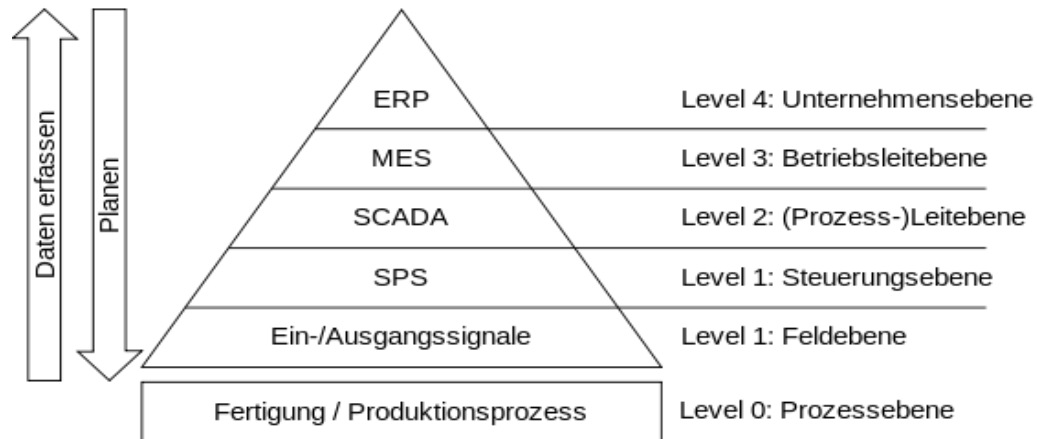 Daten erfassen
Planen
ERP
Level 4: Unternehmensebene
MES
Level 3: Betriebsleitebene
SCADA
Level 2: (Prozess-)Leitebene
SPS
Level 1: Steuerungsebene
Ein-/Ausgangssignale
Level 1: Feldebene
Fertigung / Produktionsprozess
Level 0: Prozessebene